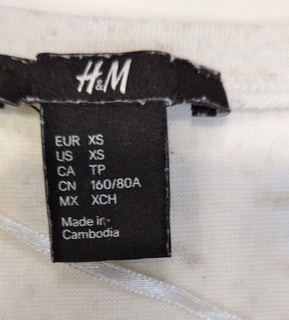 H&M
EUR XS
US XS
CA TP
CN 160/80A
MX XCH
Made in
Cambodia